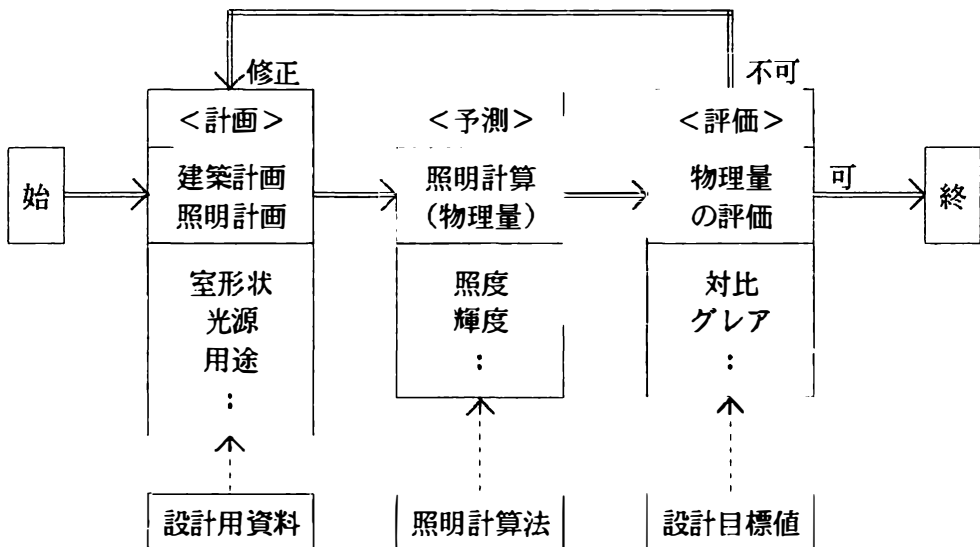 修正
不可
<計画>
<予測>
<評価>
始
建築計画
照明計画
照明計算
(物理量)
物理量
の評価
可
終
室形状
光源
用途
:
照度
輝度
:
対比
グレア
:
設計用資料
照明計算法
設計目標値